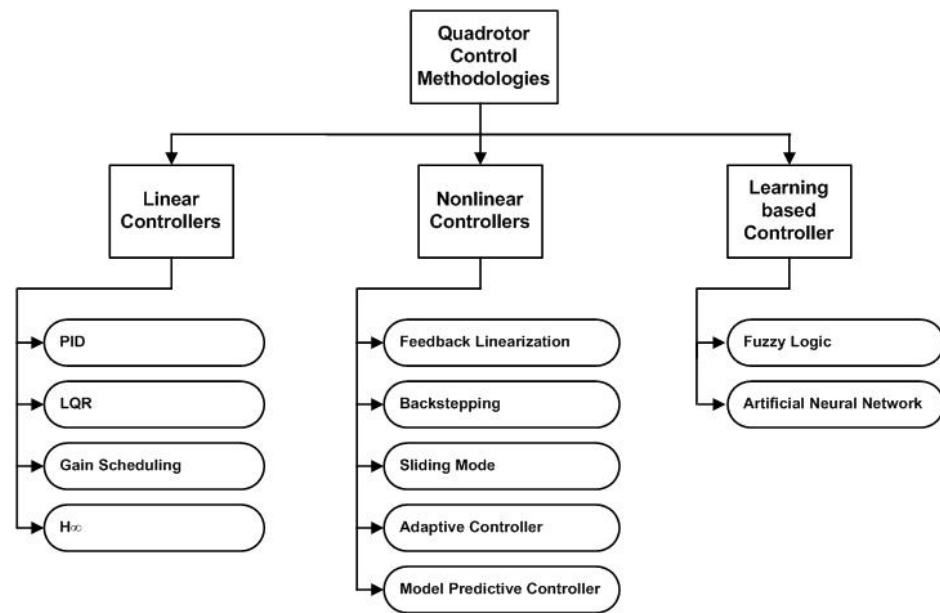 Quadrotor
Control
Methodologies
Linear
Controllers
Nonlinear
Controllers
Learning
based
Controller
PID
LQR
Gain Scheduling
H∞
Feedback Linearization
Backstepping
Sliding Mode
Adaptive Controller
Model Predictive Controller
Fuzzy Logic
Artificial Neural Network